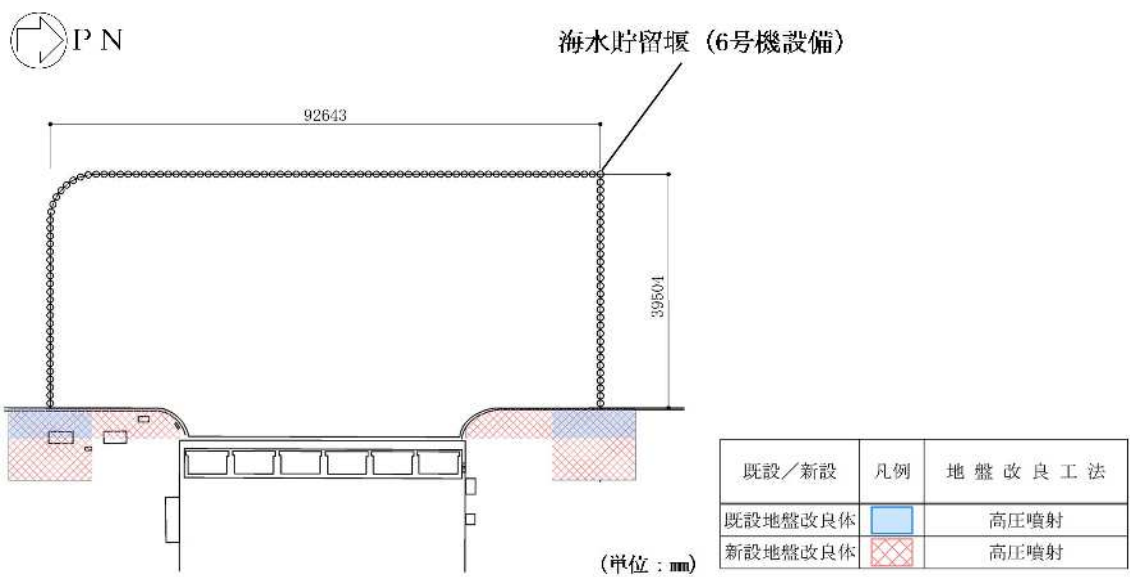 PN
海水貯留堰（6号機設備）
92643
39504
既設／新設 凡例 地盤改良工法
既設地盤改良体 高圧噴射
新設地盤改良体 高圧噴射
(単位：mm)